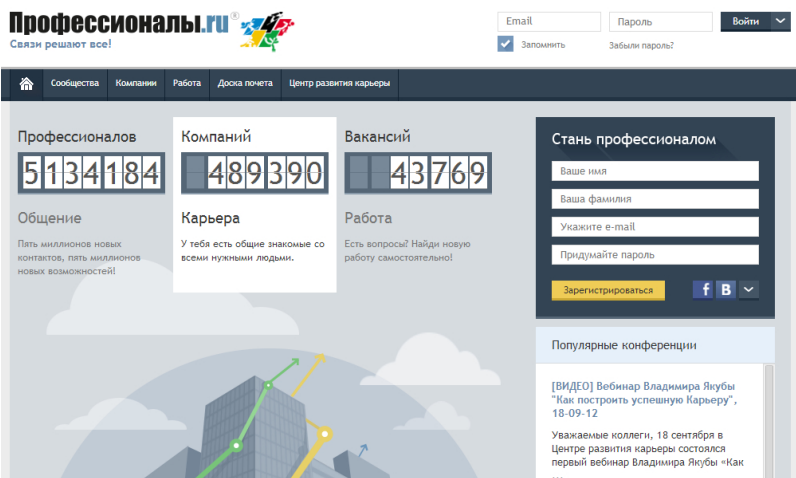 Профессионалы.ru®
Связи решают все!
Email
Пароль
Войти
Запомнить
Забыли пароль?
Сообщества
Компании
Работа
Доска почета
Центр развития карьеры
Профессионалов
5134184
Общение
Пять миллионов новых
контактов, пять миллионов
новых возможностей!
Компаний
489390
Карьера
У тебя есть общие знакомые со
всеми нужными людьми.
Вакансий
43769
Работа
Есть вопросы? Найди новую
работу самостоятельно!
Стань профессионалом
Ваше имя
Ваша фамилия
Укажите e-mail
Придумайте пароль
Зарегистрироваться
f
В
Популярные конференции
[ВИДЕО] Вебинар Владимира Якубы
"Как построить успешную Карьеру",
18-09-12
Уважаемые коллеги, 18 сентября в
Центре развития карьеры состоялся
первый вебинар Владимира Якубы «Как